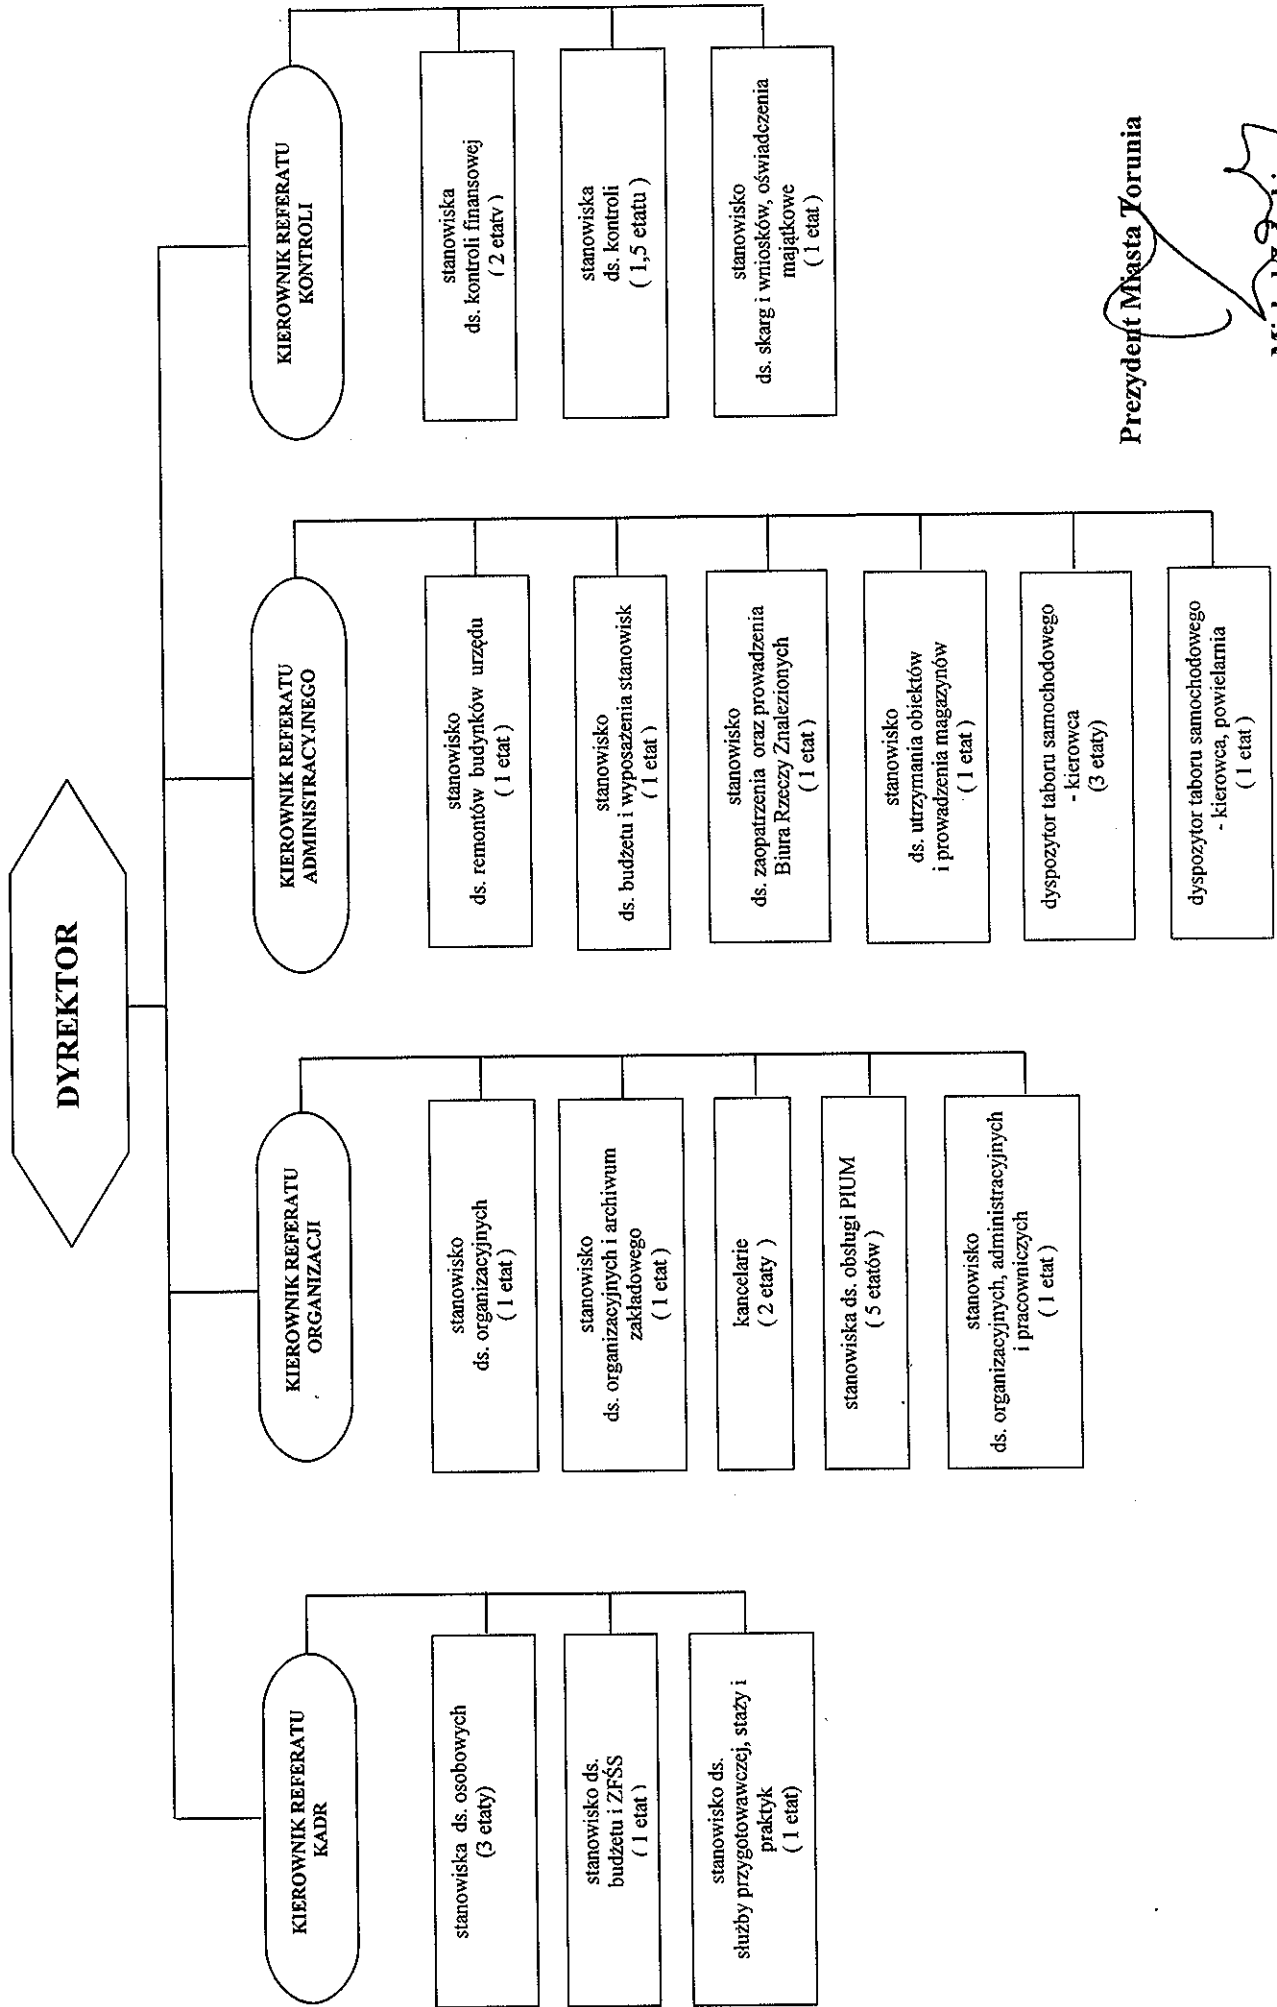 DYREKTOR
KIEROWNIK REFERATU
KADR
stanowiska ds. osobowych
(3 etaty)
stanowisko ds.
budżetu i ZFŚS
( 1 etat )
stanowisko ds.
służby przygotowawczej, staży i
praktyk
( 1 etat)
KIEROWNIK REFERATU
ORGANIZACJI
stanowisko
ds. organizacyjnych
( 1 etat )
stanowisko
ds. organizacyjnych i archiwum
zakładowego
( 1 etat )
kancelarie
( 2 etaty )
stanowiska ds. obsługi PIUM
( 5 etatów )
stanowisko
ds. organizacyjnych, administracyjnych
i pracowniczych
( 1 etat )
KIEROWNIK REFERATU
ADMINISTRACYJNEGO
stanowisko
ds. remontów budynków urzędu
( 1 etat )
stanowisko
ds. budżetu i wyposażenia stanowisk
( 1 etat )
stanowisko
ds. zaopatrzenia oraz prowadzenia
Biura Rzeczy Znalezionych
( 1 etat )
stanowisko
ds. utrzymania obiektów
i prowadzenia magazynów
( 1 etat )
dyspozytor taboru samochodowego
- kierowca
(3 etaty)
dyspozytor taboru samochodowego
- kierowca, powielarnia
( 1 etat )
KIEROWNIK REFERATU
KONTROLI
stanowiska
ds. kontroli finansowej
( 2 etaty )
stanowiska
ds. kontroli
( 1,5 etatu )
stanowisko
ds. skarg i wniosków, oświadczenia
majątkowe
( 1 etat )
Prezydent Miasta Torunia